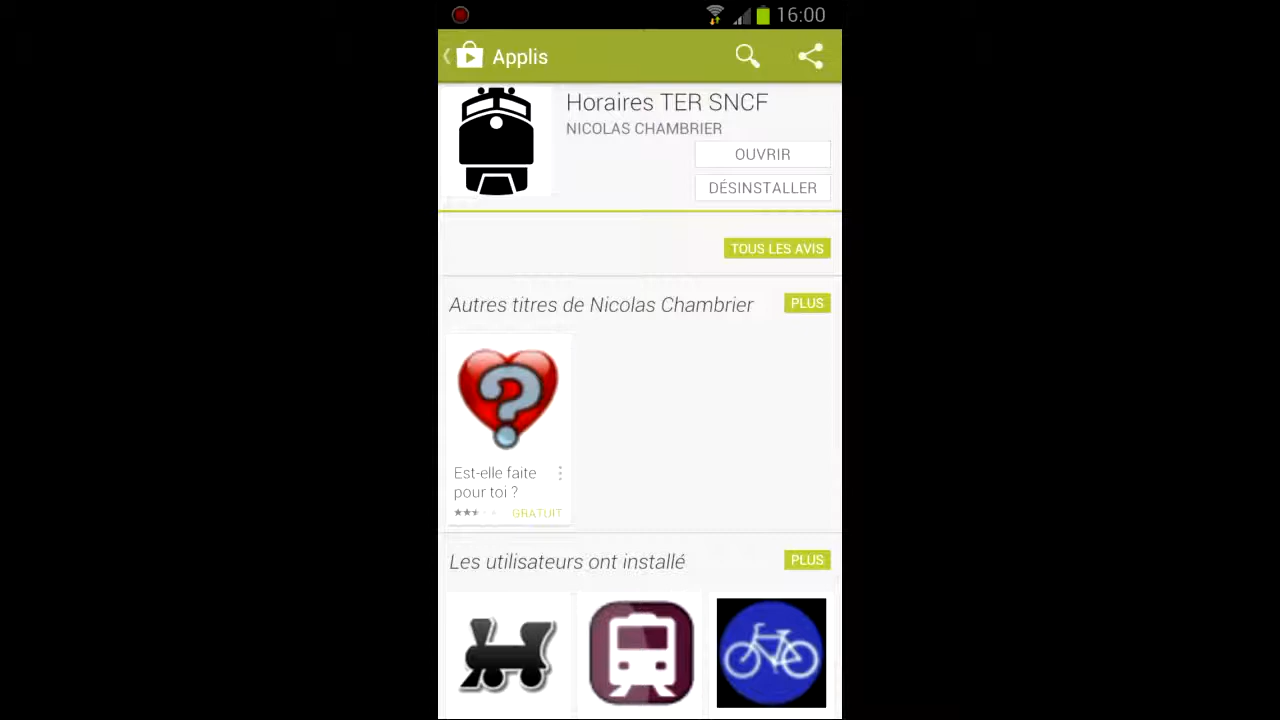 16:00
Applis
Horaires TER SNCF
NICOLAS CHAMBRIER
OUVRIR
DÉSINSTALLER
TOUS LES AVIS
Autres titres de Nicolas Chambrier
PLUS
?
Est-elle faite
pour toi ?
GRATUIT
Les utilisateurs ont installé
PLUS